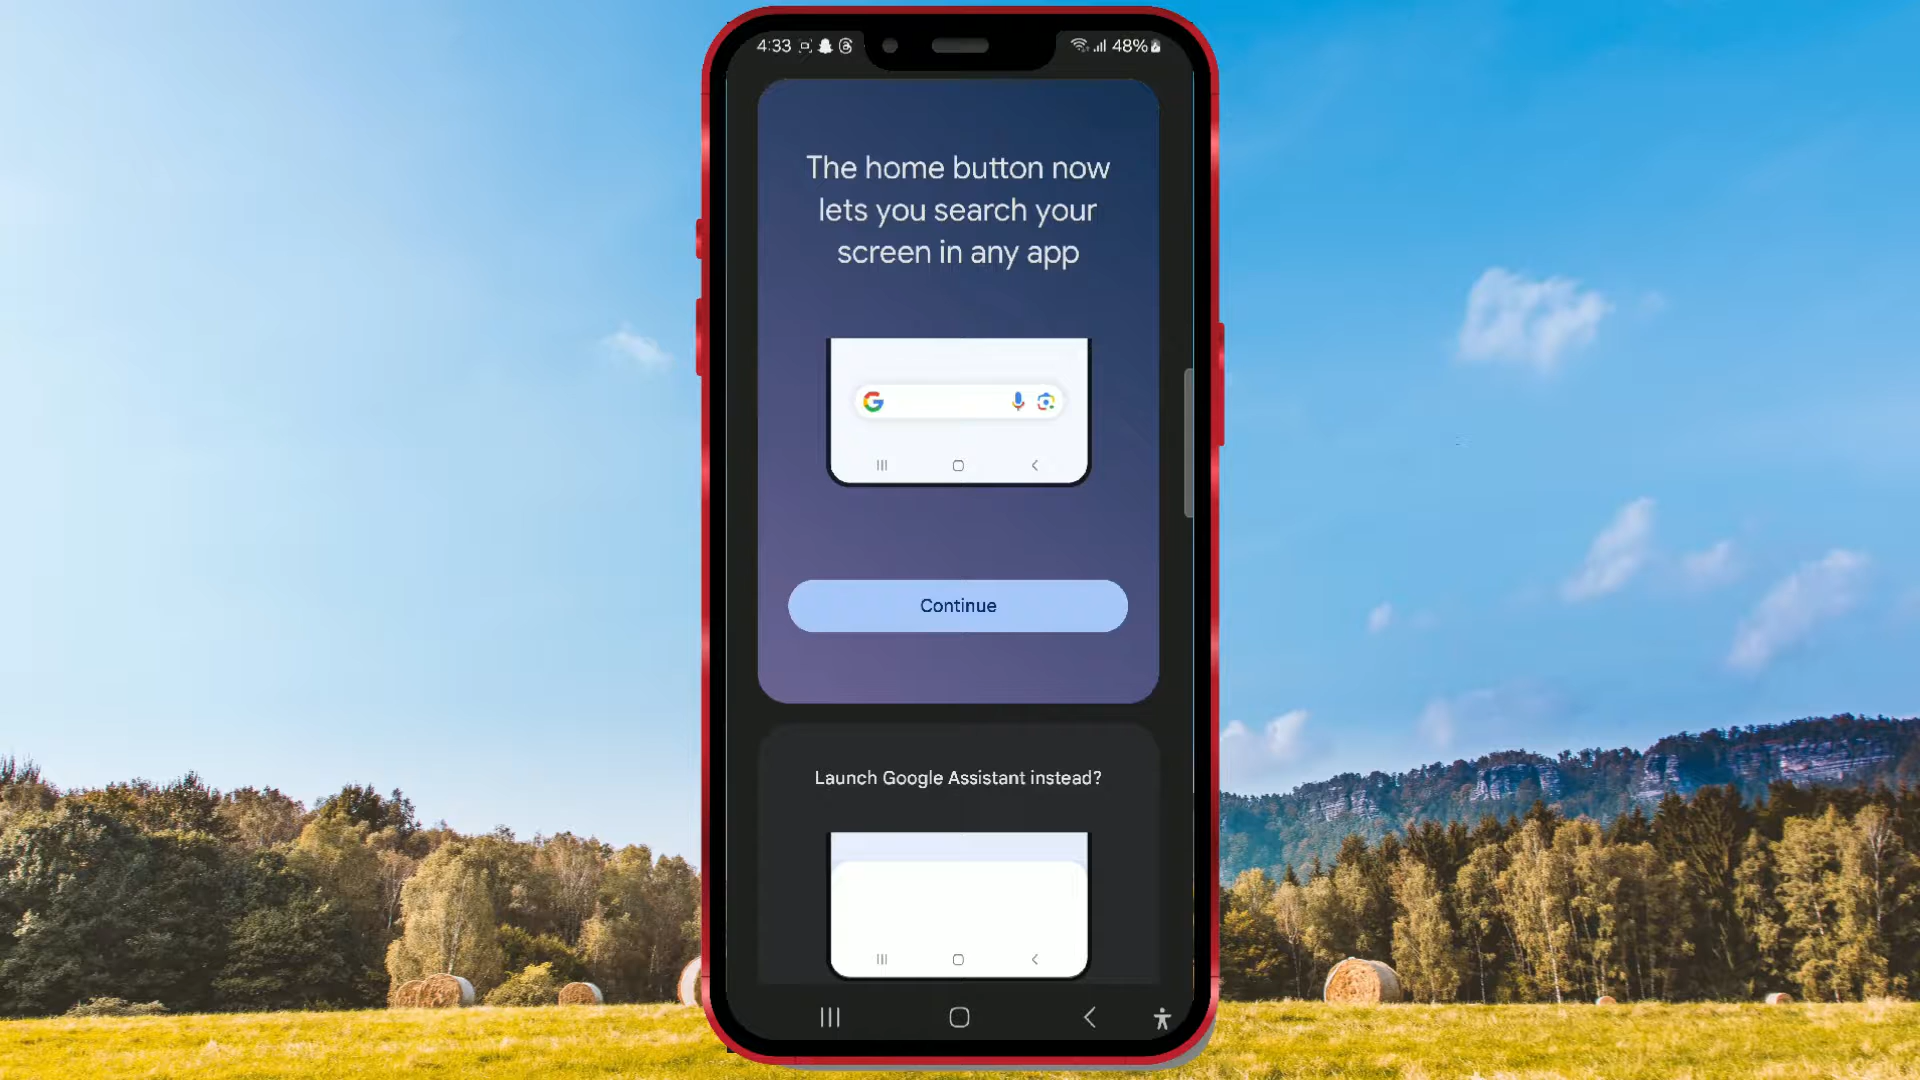 4:33 48%
The home button now
lets you search your
screen in any app
G
Continue
Launch Google Assistant instead?